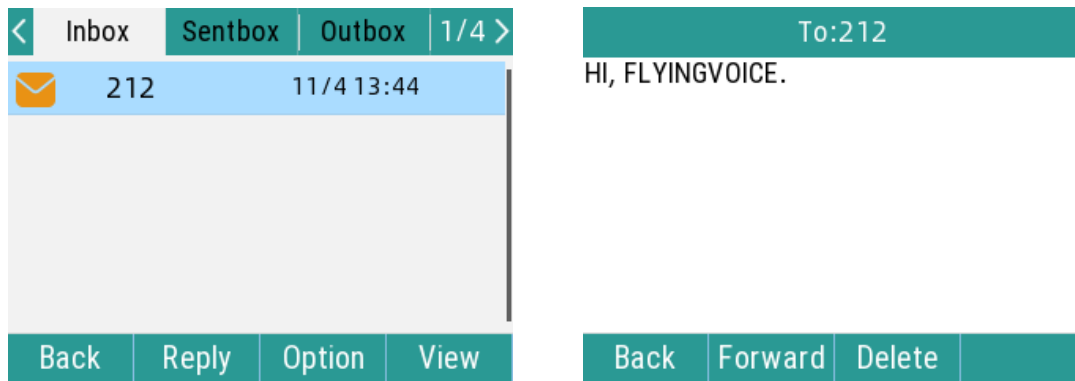 Inbox Sentbox Outbox 1/4
212 11/4 13:44
Back Reply Option View
To:212
HI, FLYINGVOICE.
Back Forward Delete